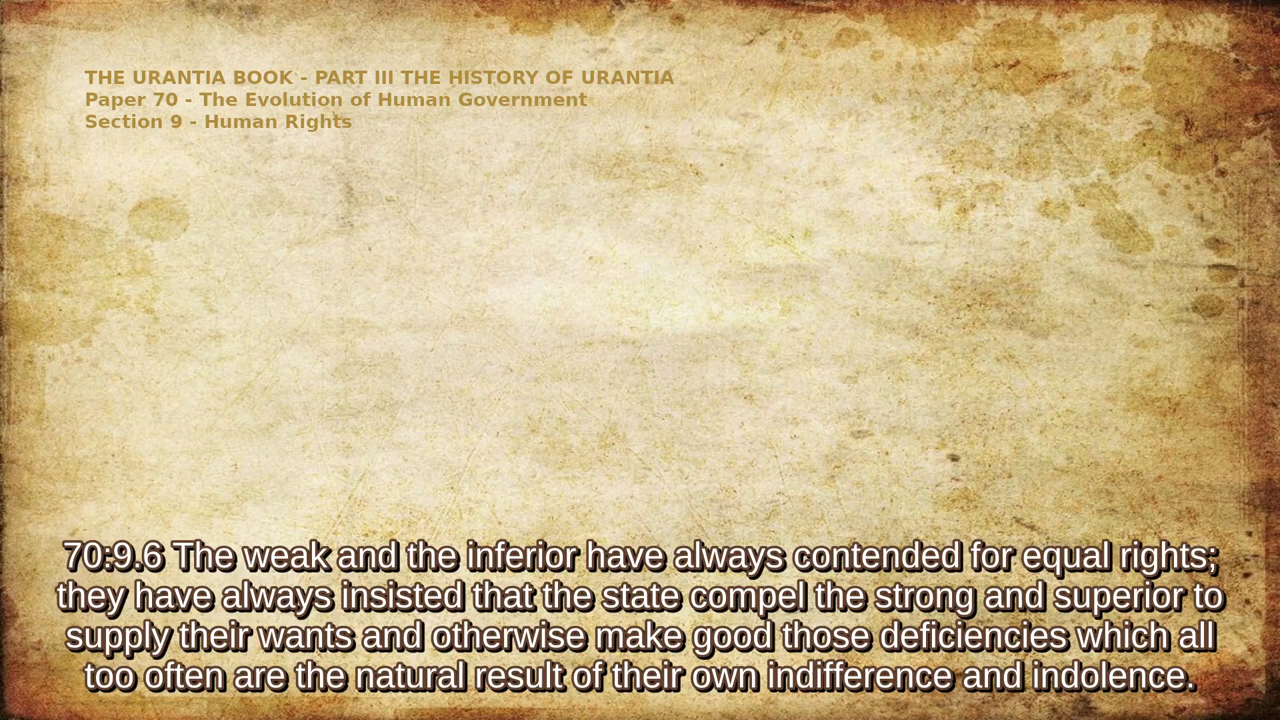 THE URANTIA BOOK - PART III THE HISTORY OF URANTIA
Paper 70 - The Evolution of Human Government
Section 9 - Human Rights
70:9.6 The weak and the inferior have always contended for equal rights;
they have always insisted that the state compel the strong and superior to
supply their wants and otherwise make good those deficiencies which all
too often are the natural result of their own indifference and indolence.